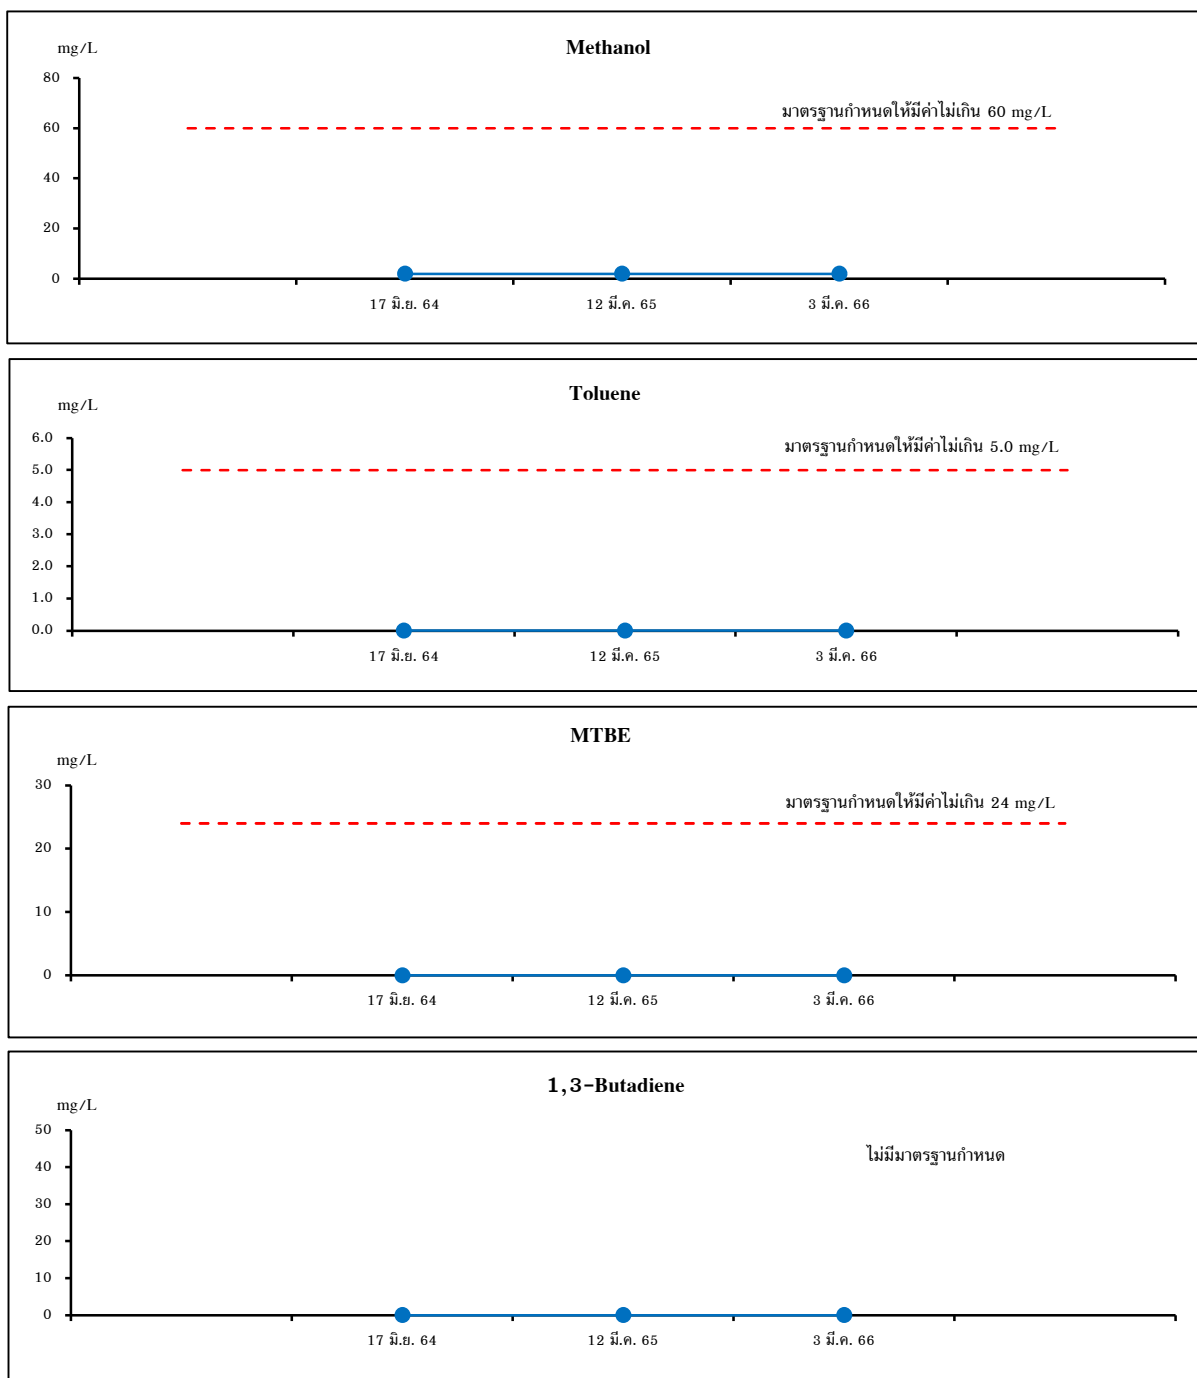 Methanol
mg/L
80
มาตรฐานกำหนดให้มีค่าไม่เกิน 60 mg/L
60
40
20
0
17 มิ.ย. 64 12 มี.ค. 65 3 มี.ค. 66
Toluene
mg/L
6.0
มาตรฐานกำหนดให้มีค่าไม่เกิน 5.0 mg/L
5.0
4.0
3.0
2.0
1.0
0.0
17 มิ.ย. 64 12 มี.ค. 65 3 มี.ค. 66
MTBE
mg/L
30
มาตรฐานกำหนดให้มีค่าไม่เกิน 24 mg/L
20
10
0
17 มิ.ย. 64 12 มี.ค. 65 3 มี.ค. 66
1,3-Butadiene
mg/L
50
ไม่มีมาตรฐานกำหนด
40
30
20
10
0
17 มิ.ย. 64 12 มี.ค. 65 3 มี.ค. 66